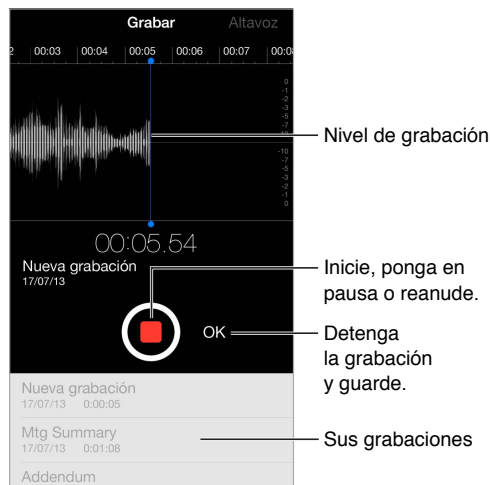 Grabar Altavoz
2 00:03 00:04 00:05 00:06 00:07 00:08
0
-1
-2
-3
-5
-7
-10
-10
-7
-5
-3
-2
-1
0
Nivel de grabación
00:05.54
Nueva grabación
17/07/13
Inicie, ponga en
pausa o reanude.
OK
Detenga
la grabación
y guarde.
Nueva grabación
17/07/13 0:00:05
Mtg Summary
17/07/13 0:01:08
Sus grabaciones
Addendum